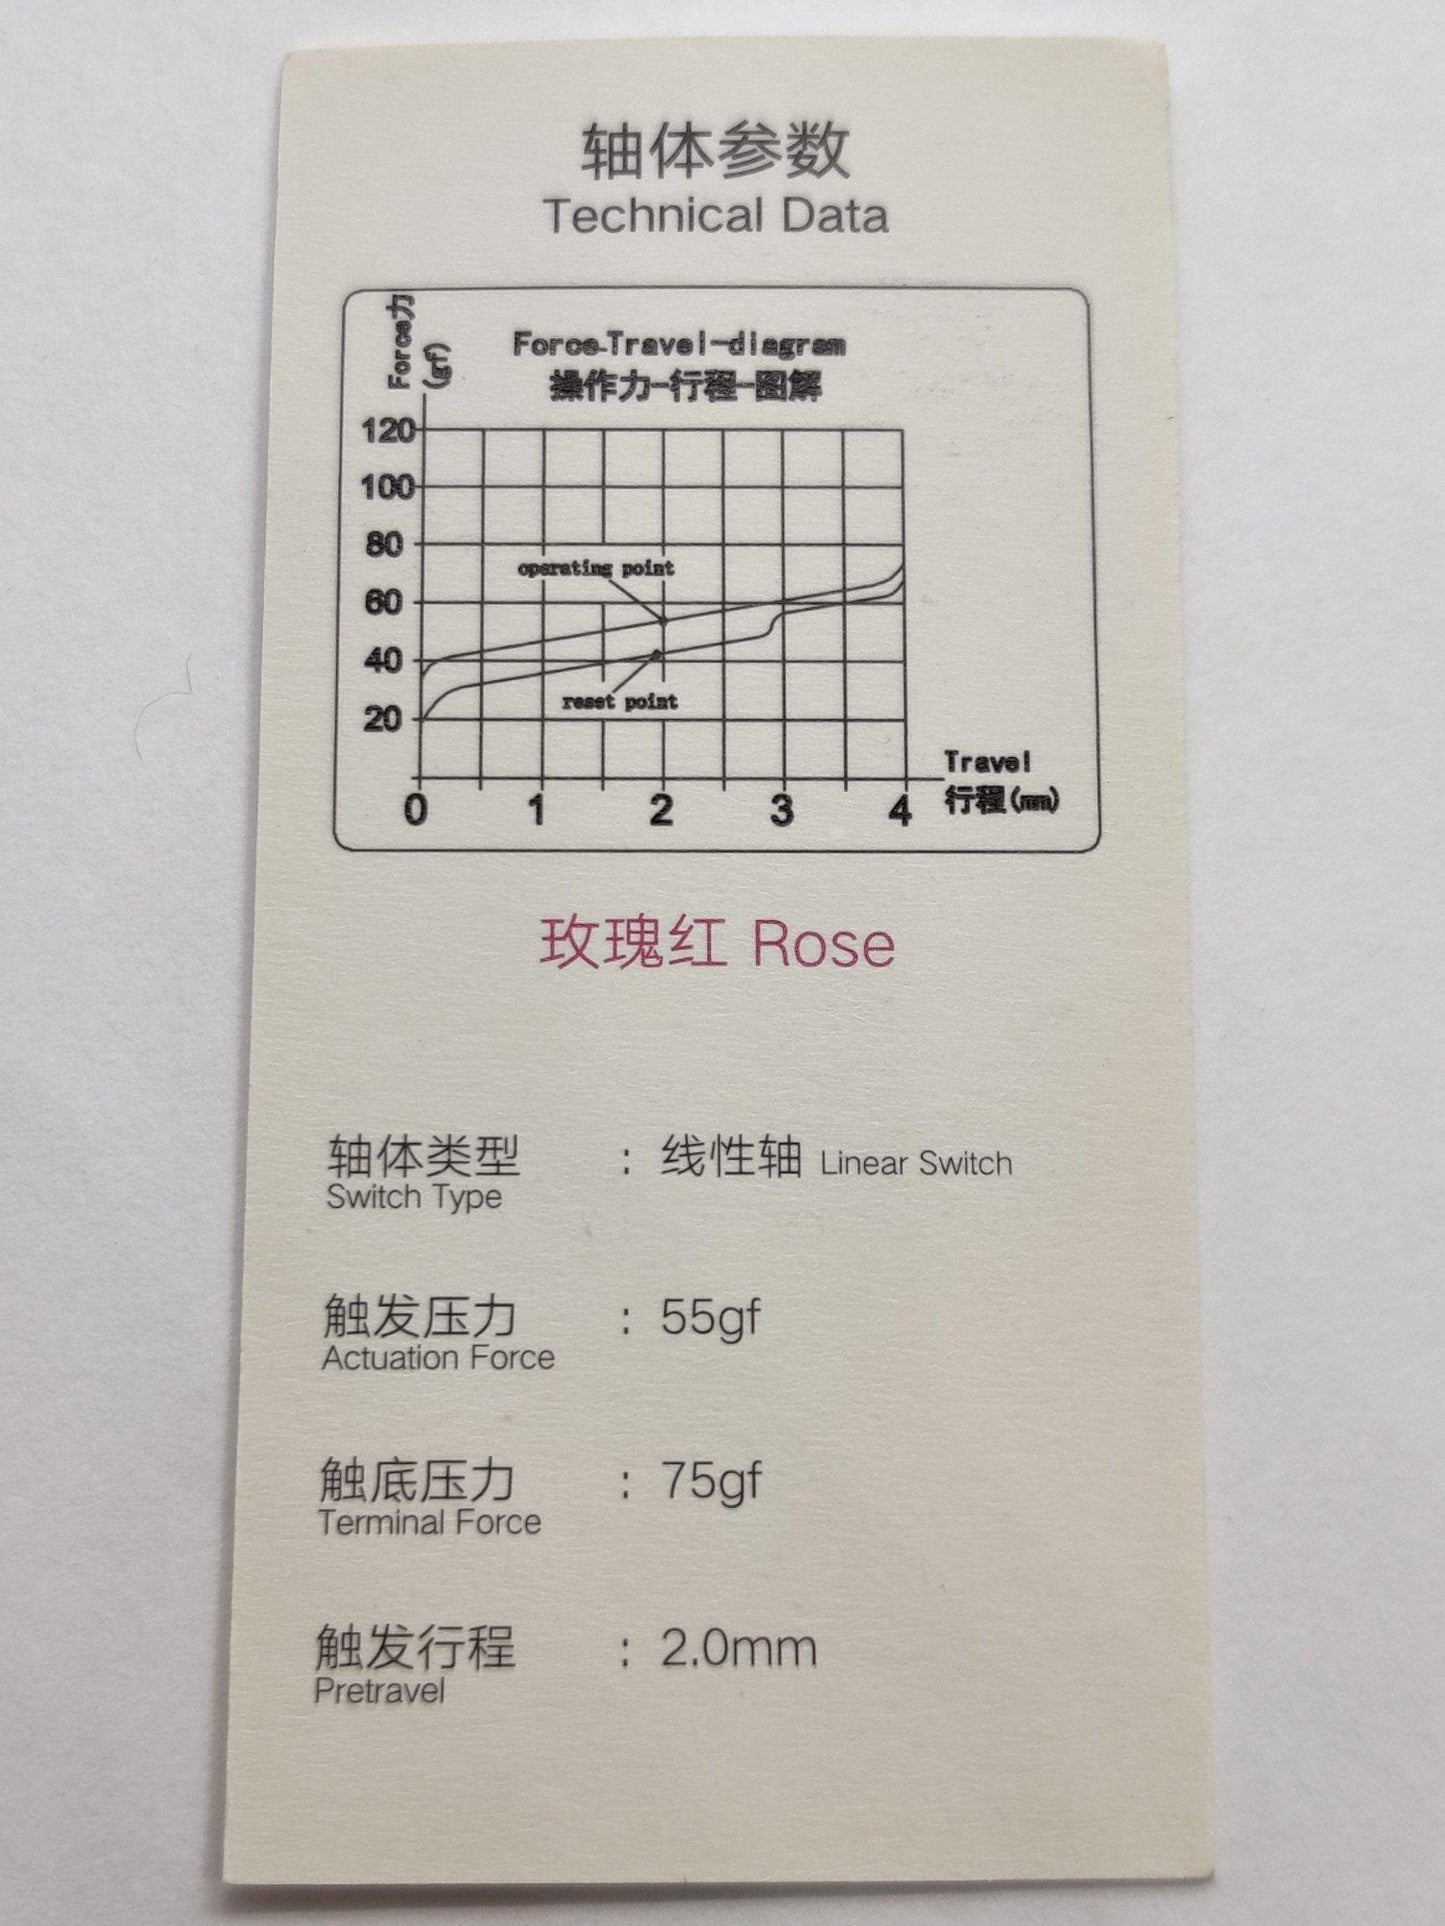 轴体参数
Technical Data
Force力
(gf)
Force-Travel-diagram
操作力-行程-图解
120
100
80
operating point
60
40
reset point
20
Travel
行程(mm)
0 1 2 3 4
玫瑰红 Rose
轴体类型 : 线性轴 Linear Switch
Switch Type
触发压力 : 55gf
Actuation Force
触底压力 : 75gf
Terminal Force
触发行程 : 2.0mm
Pretravel